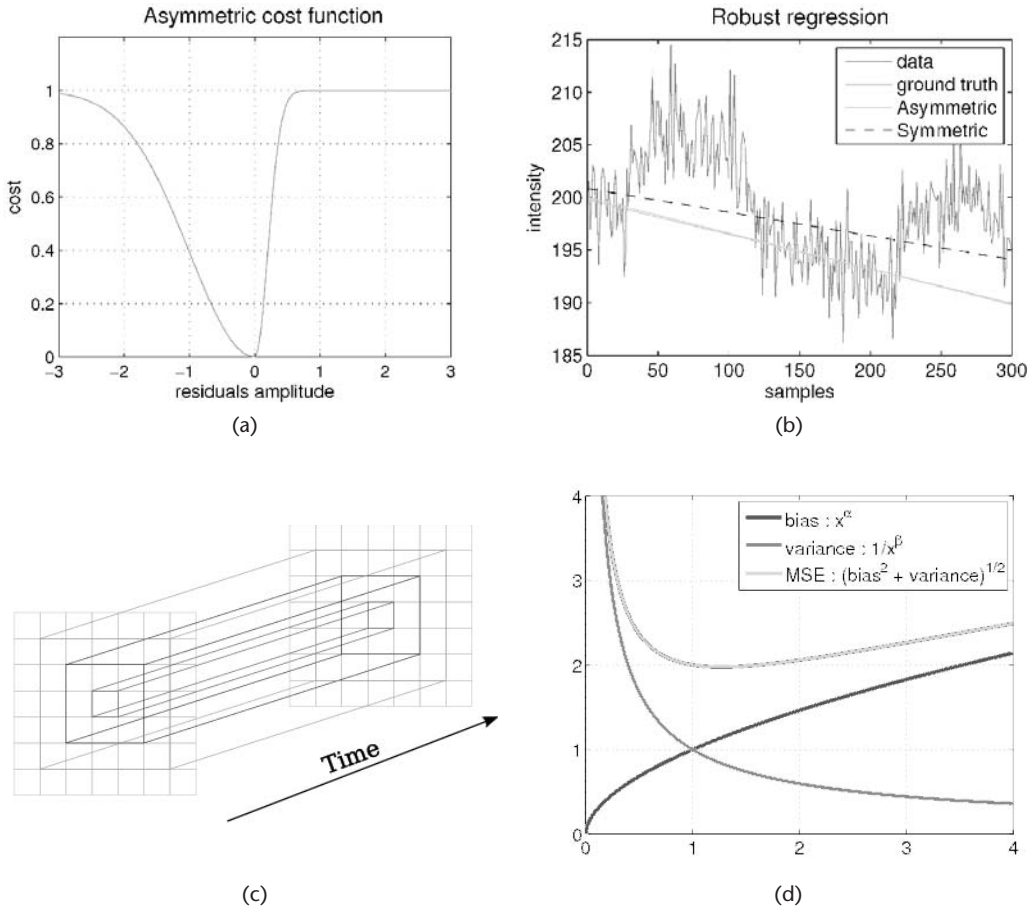 Asymmetric cost function
1
0.8
0.6
0.4
0.2
0
cost
−3
−2
−1
0
1
2
3
residuals amplitude
(a)
Robust regression
215
210
205
200
195
190
185
intensity
data
ground truth
Asymmetric
Symmetric
0
50
100
150
200
250
300
samples
(b)
Time
(c)
4
3
2
1
0
bias : x^α
variance : 1/x^β
MSE : (bias^2 + variance)^1/2
0
1
2
3
4
(d)